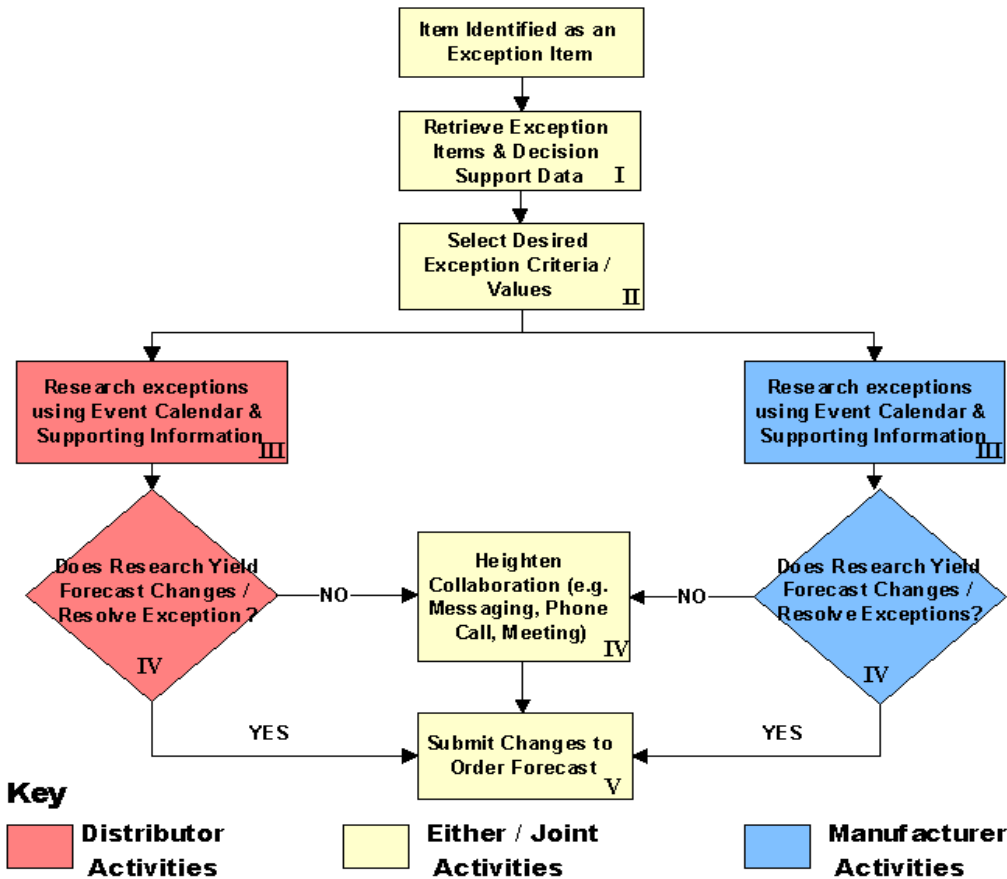 Item Identified as an
Exception Item
Retrieve Exception
Items & Decision
Support Data
I
Select Desired
Exception Criteria /
Values
II
Research exceptions
using Event Calendar &
Supporting Information
III
Research exceptions
using Event Calendar &
Supporting Information
III
Does Research Yield
Forecast Changes /
Resolve Exception ?
IV
NO
Heighten
Collaboration (e.g.
Messaging, Phone
Call, Meeting)
IV
NO
Does Research Yield
Forecast Changes /
Resolve Exceptions?
IV
YES
Submit Changes to
Order Forecast
V
YES
Key
Distributor
Activities
Either / Joint
Activities
Manufacturer
Activities